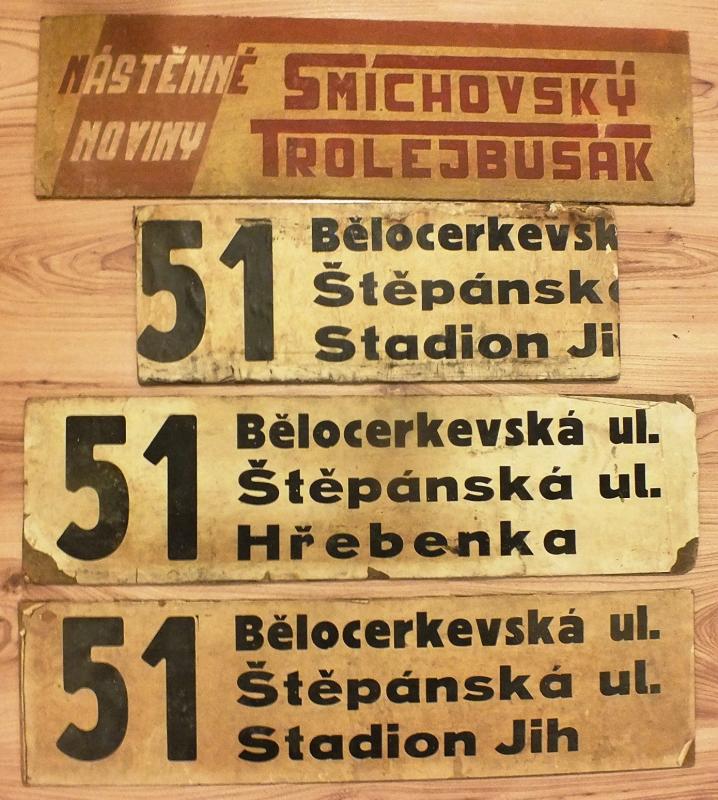 NÁSTĚNNÉ
NOVINY
SMÍCHOVSKÝ
TROLEJBUSÁK
51
Bělocerkevsk
Štěpánsk
Stadion Ji
51
Bělocerkevská ul.
Štěpánská ul.
Hřebenka
51
Bělocerkevská ul.
Štěpánská ul.
Stadion Jih